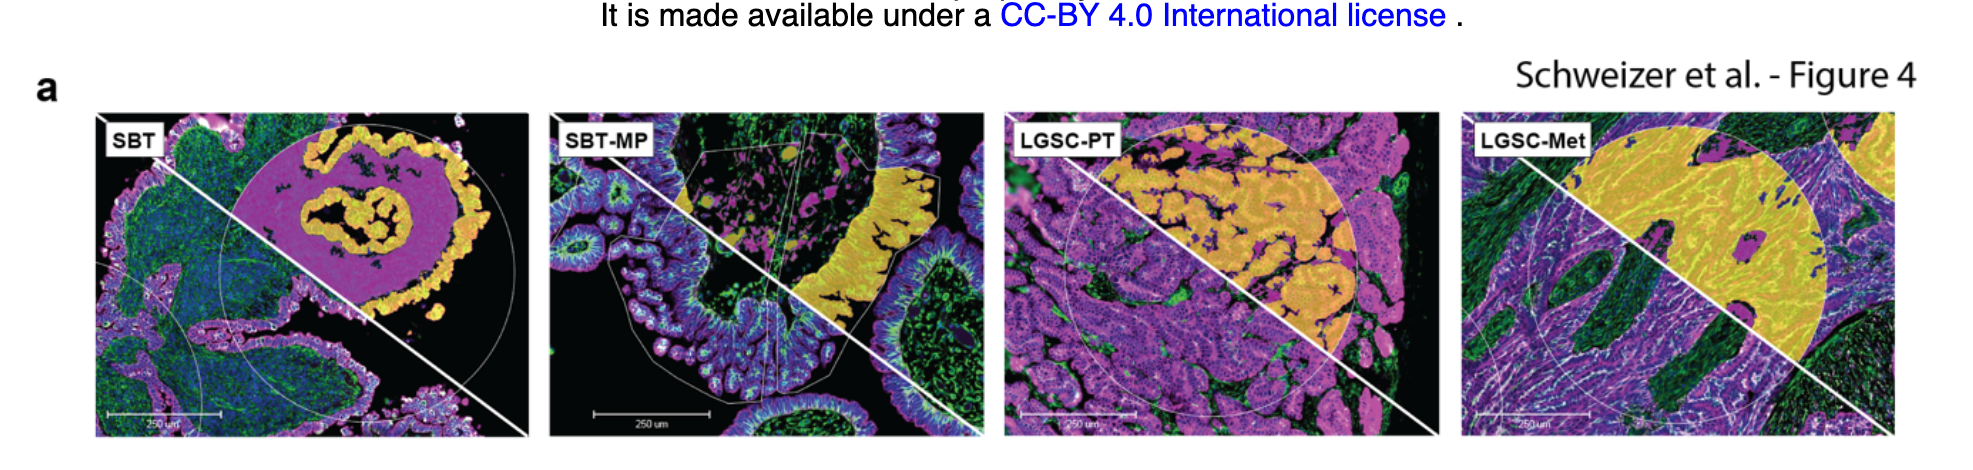 It is made available under a CC-BY 4.0 International license .
Schweizer et al. - Figure 4
a
SBT
SBT-MP
LGSC-PT
LGSC-Met
250 um
250 um
250 um
250 um